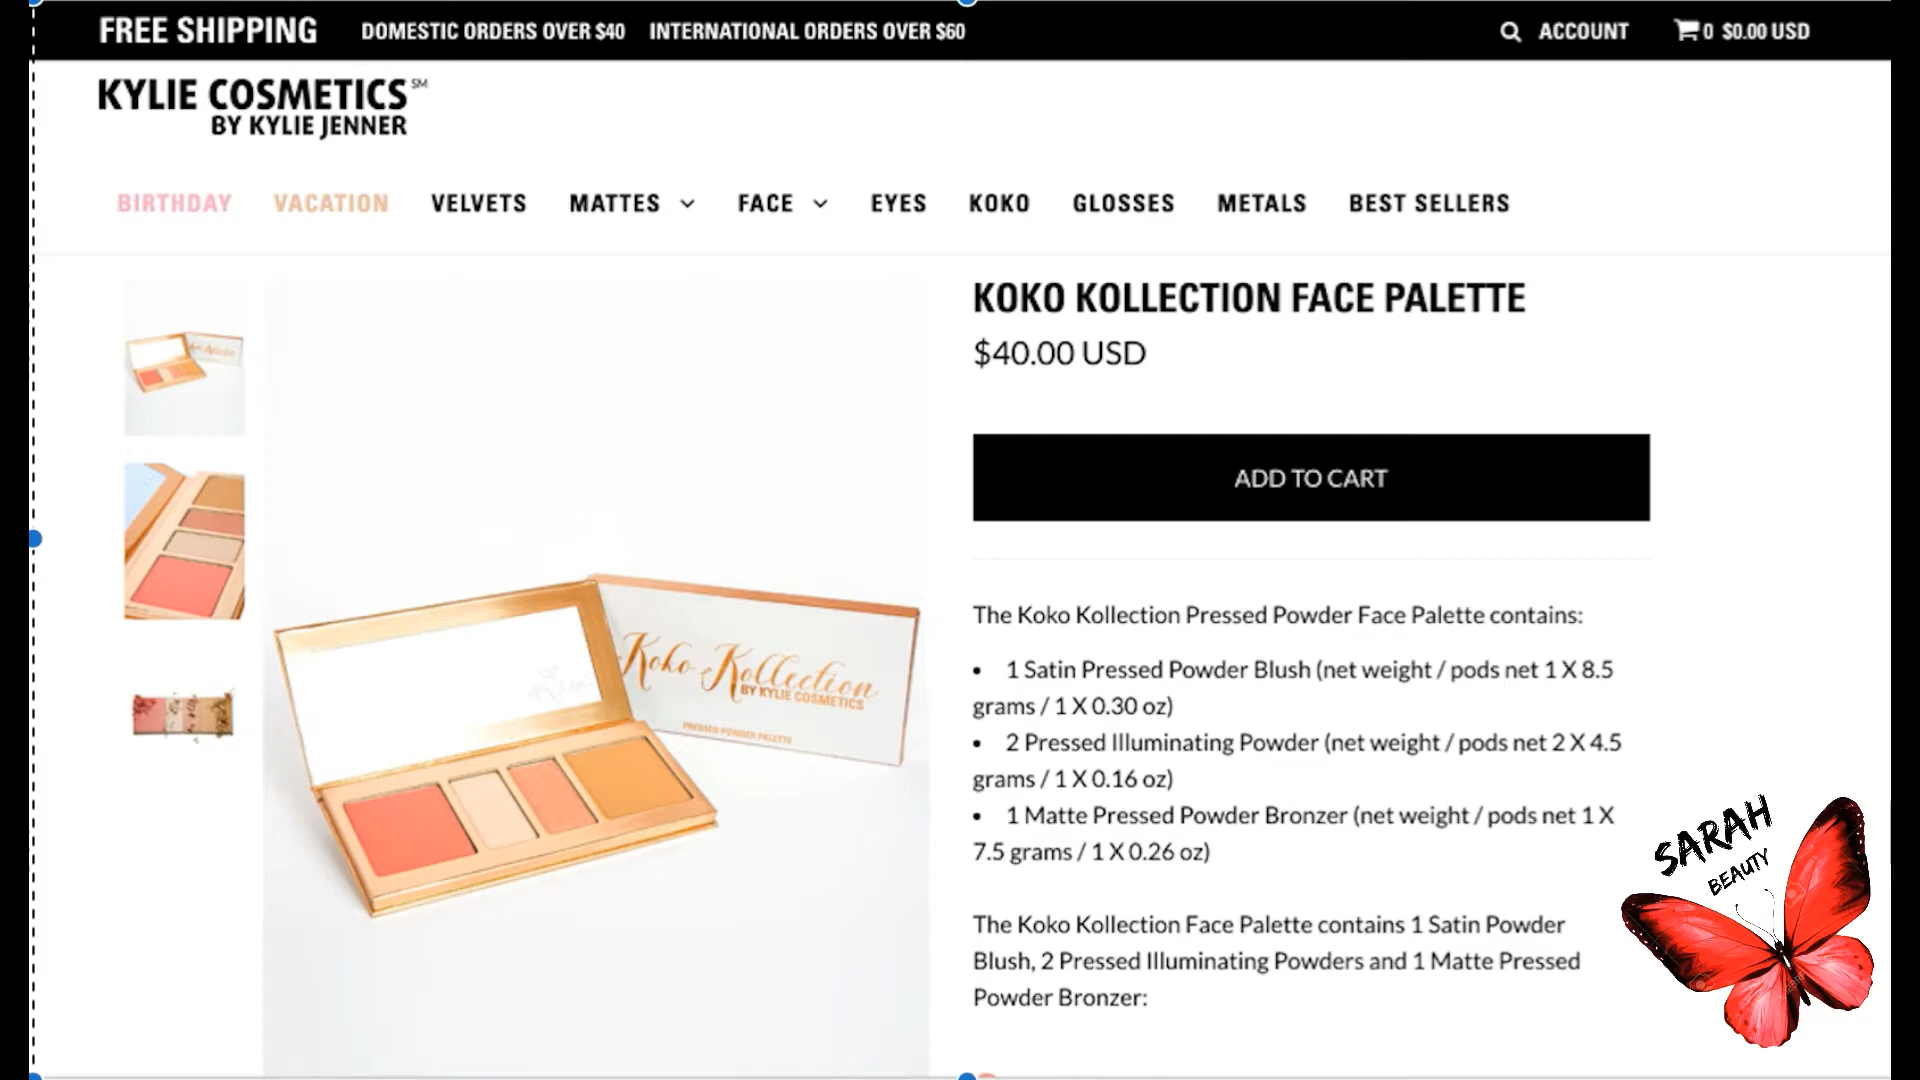 FREE SHIPPING DOMESTIC ORDERS OVER $40 INTERNATIONAL ORDERS OVER $60 ACCOUNT 0 $0.00 USD
KYLIE COSMETICS SM
BY KYLIE JENNER
BIRTHDAY VACATION VELVETS MATTES FACE EYES KOKO GLOSSES METALS BEST SELLERS
KOKO KOLLECTION FACE PALETTE
$40.00 USD
ADD TO CART
The Koko Kollection Pressed Powder Face Palette contains:
• 1 Satin Pressed Powder Blush (net weight / pods net 1 X 8.5
grams / 1 X 0.30 oz)
• 2 Pressed Illuminating Powder (net weight / pods net 2 X 4.5
grams / 1 X 0.16 oz)
• 1 Matte Pressed Powder Bronzer (net weight / pods net 1 X
7.5 grams / 1 X 0.26 oz)
The Koko Kollection Face Palette contains 1 Satin Powder
Blush, 2 Pressed Illuminating Powders and 1 Matte Pressed
Powder Bronzer:
Koko Kollection
BY KYLIE COSMETICS
PRESSED POWDER PALETTE
SARAH
BEAUTY